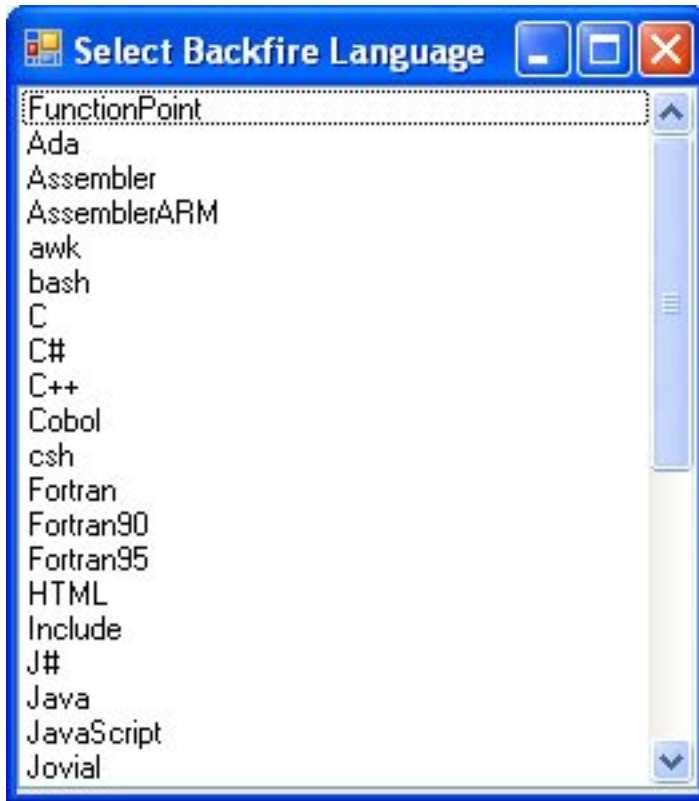 Select Backfire Language
FunctionPoint
Ada
Assembler
AssemblerARM
awk
bash
C
C#
C++
Cobol
csh
Fortran
Fortran90
Fortran95
HTML
Include
J#
Java
JavaScript
Jovial